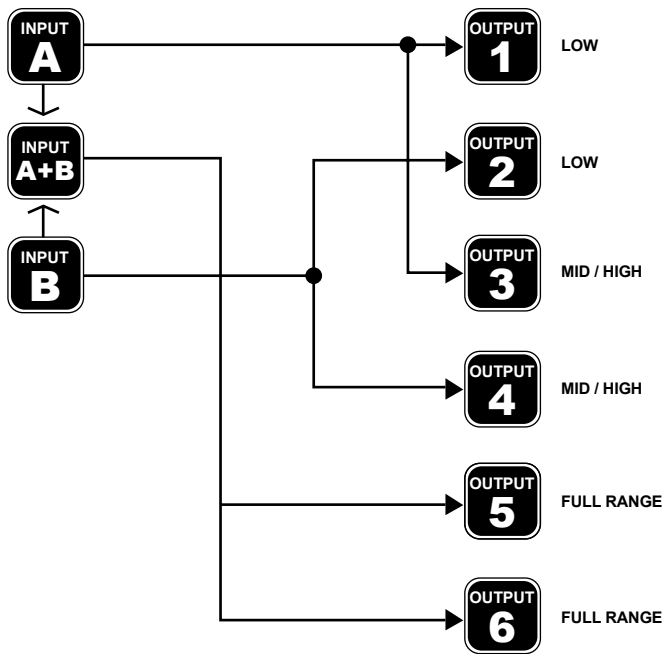 INPUT
A
OUTPUT
1
LOW
INPUT
A+B
OUTPUT
2
LOW
INPUT
B
OUTPUT
3
MID / HIGH
OUTPUT
4
MID / HIGH
OUTPUT
5
FULL RANGE
OUTPUT
6
FULL RANGE